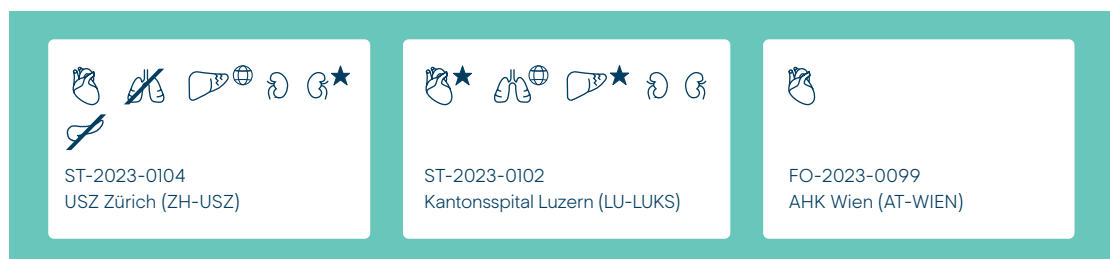 ST-2023-0104
USZ Zürich (ZH-USZ)
ST-2023-0102
Kantonsspital Luzern (LU-LUKS)
FO-2023-0099
AHK Wien (AT-WIEN)